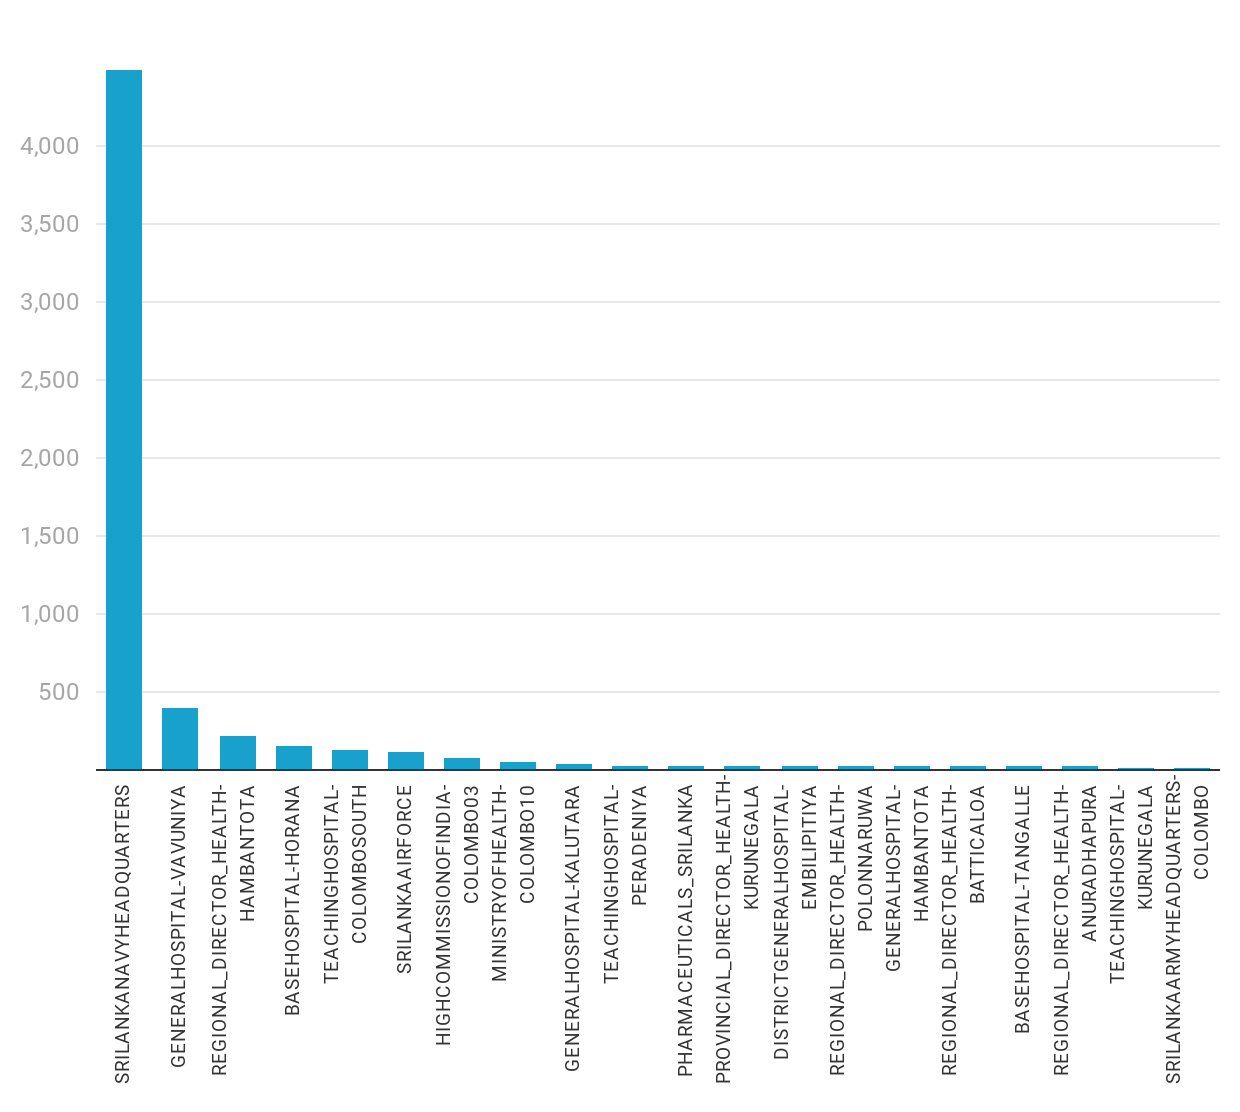 4,000
3,500
3,000
2,500
2,000
1,500
1,000
500
SRILANKANAVYHEADQUARTERS
GENERALHOSPITAL-VAVUNIYA
REGIONAL_DIRECTOR_HEALTH-
HAMBANTOTA
BASEHOSPITAL-HORANA
TEACHINGHOSPITAL-
COLOMBOSOUTH
SRILANKAAIRFORCE
HIGHCOMMISSIONOFINDIA-
COLOMBO03
MINISTRYOFHEALTH-
COLOMBO10
GENERALHOSPITAL-KALUTARA
TEACHINGHOSPITAL-
PERADENIYA
PHARMACEUTICALS_SRILANKA
PROVINCIAL_DIRECTOR_HEALTH-
KURUNEGALA
DISTRICTGENERALHOSPITAL-
EMBILIPITIYA
REGIONAL_DIRECTOR_HEALTH-
POLONNARUWA
GENERALHOSPITAL-
HAMBANTOTA
REGIONAL_DIRECTOR_HEALTH-
BATTICALOA
BASEHOSPITAL-TANGALLE
REGIONAL_DIRECTOR_HEALTH-
ANURADHAPURA
TEACHINGHOSPITAL-
KURUNEGALA
SRILANKAARMYHEADQUARTERS-
COLOMBO